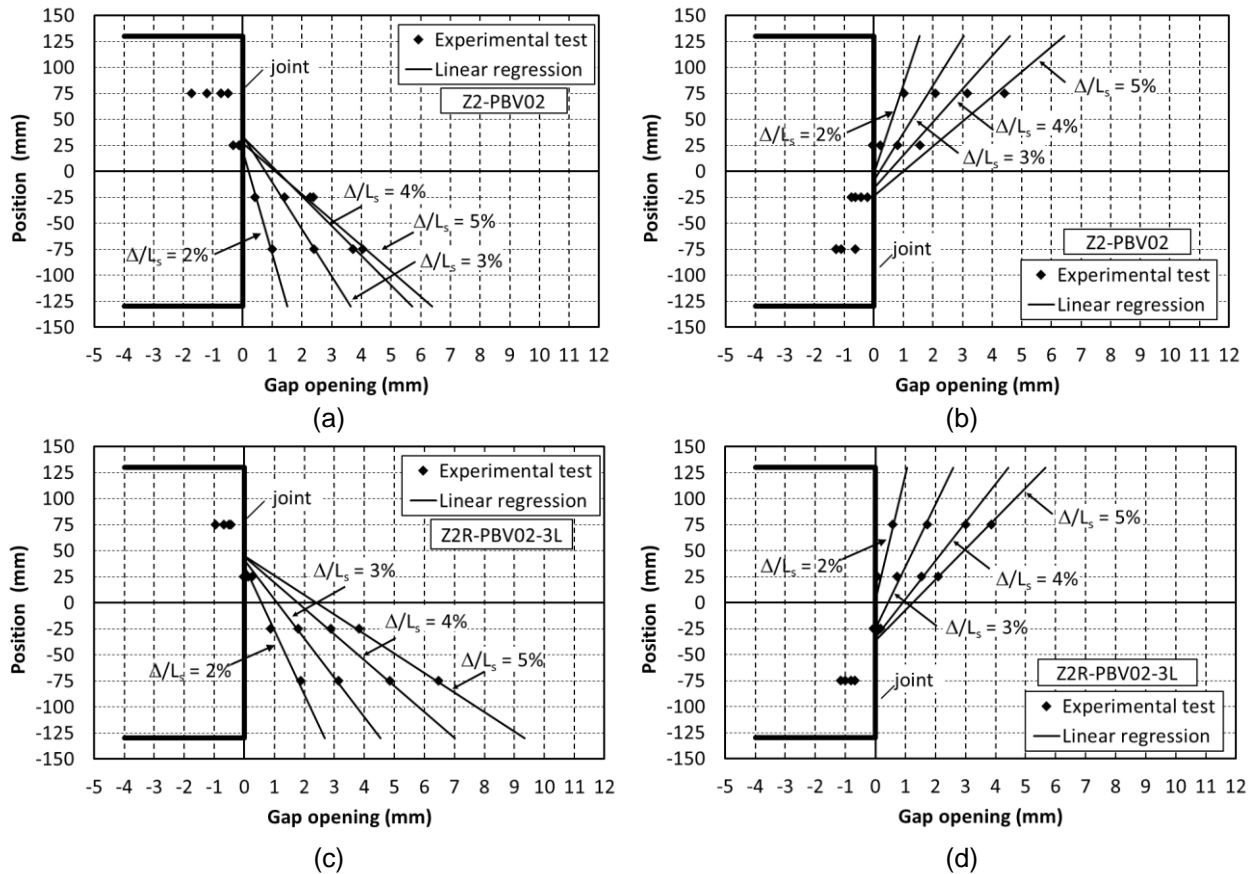 150
125
100
75
50
25
0
-25
-50
-75
-100
-125
-150
Position (mm)
Experimental test
Linear regression
Z2-PBV02
joint
Δ/Ls = 4%
Δ/Ls = 5%
Δ/Ls = 2%
Δ/Ls = 3%
-5 -4 -3 -2 -1 0 1 2 3 4 5 6 7 8 9 10 11 12
Gap opening (mm)
(a)
150
125
100
75
50
25
0
-25
-50
-75
-100
-125
-150
Position (mm)
Δ/Ls = 5%
Δ/Ls = 2%
Δ/Ls = 4%
Δ/Ls = 3%
Z2-PBV02
joint
Experimental test
Linear regression
-5 -4 -3 -2 -1 0 1 2 3 4 5 6 7 8 9 10 11 12
Gap opening (mm)
(b)
150
125
100
75
50
25
0
-25
-50
-75
-100
-125
-150
Position (mm)
Experimental test
Linear regression
joint
Z2R-PBV02-3L
Δ/Ls = 3%
Δ/Ls = 4%
Δ/Ls = 2%
Δ/Ls = 5%
-5 -4 -3 -2 -1 0 1 2 3 4 5 6 7 8 9 10 11 12
Gap opening (mm)
(c)
150
125
100
75
50
25
0
-25
-50
-75
-100
-125
-150
Position (mm)
Δ/Ls = 5%
Δ/Ls = 2%
Δ/Ls = 4%
Δ/Ls = 3%
Z2R-PBV02-3L
joint
Experimental test
Linear regression
-5 -4 -3 -2 -1 0 1 2 3 4 5 6 7 8 9 10 11 12
Gap opening (mm)
(d)